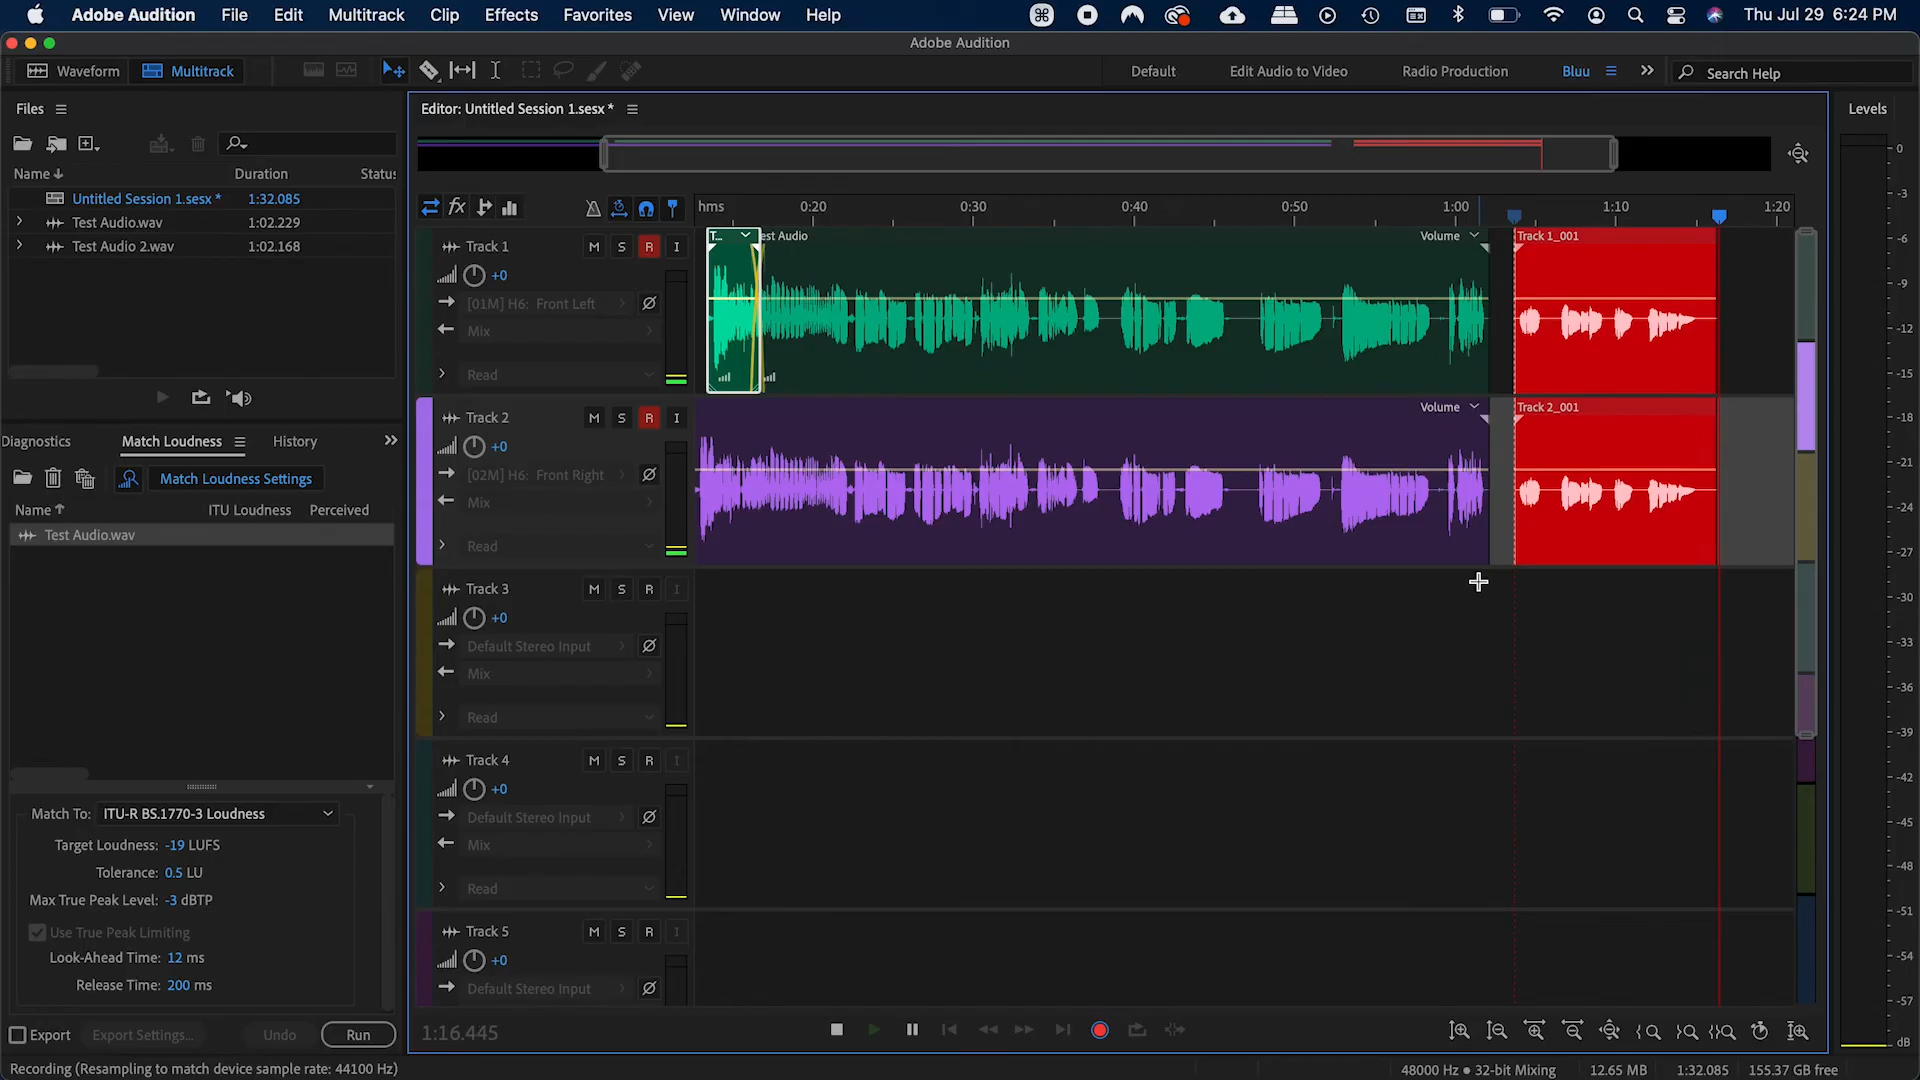 Adobe Audition File Edit Multitrack Clip Effects Favorites View Window Help Thu Jul 29 6:24 PM
Adobe Audition
Waveform Multitrack Default Edit Audio to Video Radio Production Bluu Search Help
Files Editor: Untitled Session 1.sesx * Levels
Name Duration Status
Untitled Session 1.sesx * 1:32.085
Test Audio.wav 1:02.229
Test Audio 2.wav 1:02.168
Diagnostics Match Loudness History
Match Loudness Settings
Name ITU Loudness Perceived
Test Audio.wav
Match To: ITU-R BS.1770-3 Loudness
Target Loudness: -19 LUFS
Tolerance: 0.5 LU
Max True Peak Level: -3 dBTP
Use True Peak Limiting
Look-Ahead Time: 12 ms
Release Time: 200 ms
Export Export Settings... Undo Run
fx hms 0:20 0:30 0:40 0:50 1:00 1:10 1:20
Track 1 M S R I
+0
[01M] H6: Front Left
Mix
Read
T... est Audio Volume Track 1_001
Track 2 M S R I
+0
[02M] H6: Front Right
Mix
Read
Volume Track 2_001
Track 3 M S R I
+0
Default Stereo Input
Mix
Read
Track 4 M S R I
+0
Default Stereo Input
Mix
Read
Track 5 M S R I
+0
Default Stereo Input
1:16.445
0
-3
-6
-9
-12
-15
-18
-21
-24
-27
-30
-33
-36
-39
-42
-45
-48
-51
-54
-57
dB
Recording (Resampling to match device sample rate: 44100 Hz) 48000 Hz • 32-bit Mixing 12.65 MB 1:32.085 155.37 GB free